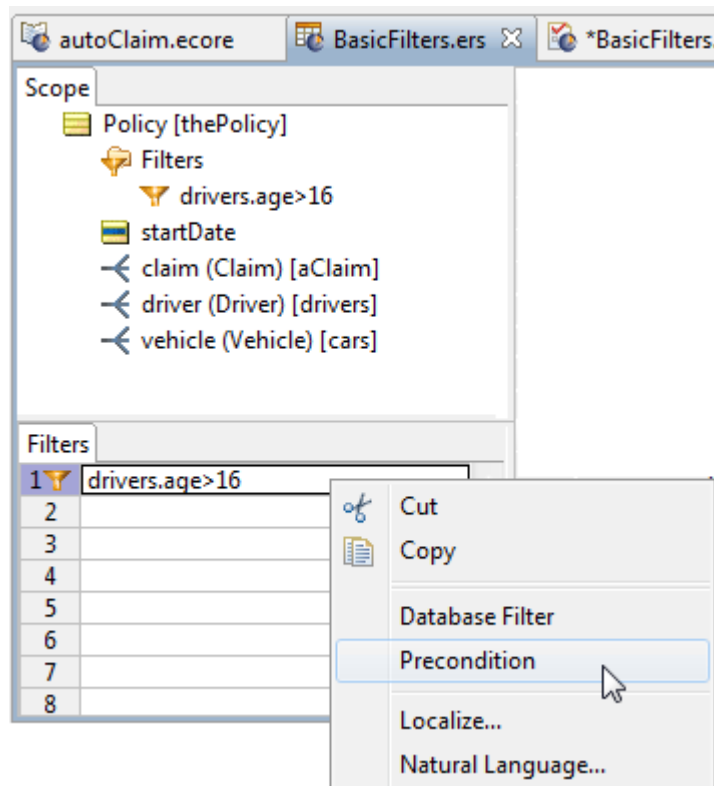 autoClaim.ecore BasicFilters.ers *BasicFilters.
Scope
Policy [thePolicy]
Filters
drivers.age>16
startDate
claim (Claim) [aClaim]
driver (Driver) [drivers]
vehicle (Vehicle) [cars]
Filters
1 drivers.age>16
2
3
4
5
6
7
8
Cut
Copy
Database Filter
Precondition
Localize...
Natural Language...